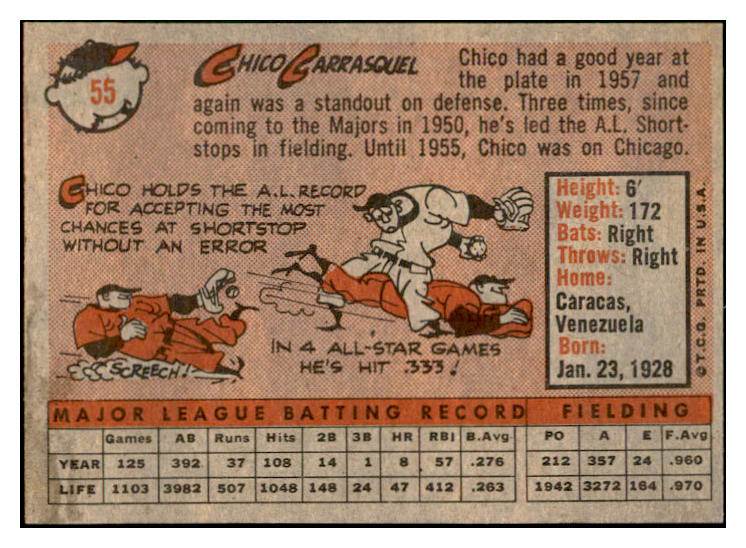 55
CHICO CARRASQUEL
Chico had a good year at
the plate in 1957 and
again was a standout on defense. Three times, since
coming to the Majors in 1950, he's led the A.L. Short-
stops in fielding. Until 1955, Chico was on Chicago.
CHICO HOLDS THE A.L. RECORD
FOR ACCEPTING THE MOST
CHANCES AT SHORTSTOP
WITHOUT AN ERROR
SCREECH!
IN 4 ALL-STAR GAMES
HE'S HIT .333!
Height: 6'
Weight: 172
Bats: Right
Throws: Right
Home:
Caracas,
Venezuela
Born:
Jan. 23, 1928
© T.C.G. PRTD. IN U.S.A.
MAJOR LEAGUE BATTING RECORD FIELDING
Games AB Runs Hits 2B 3B HR RBI B.Avg PO A E F.Avg
YEAR 125 392 37 108 14 1 8 57 .276 212 357 24 .960
LIFE 1103 3982 507 1048 148 24 47 412 .263 1942 3272 164 .970